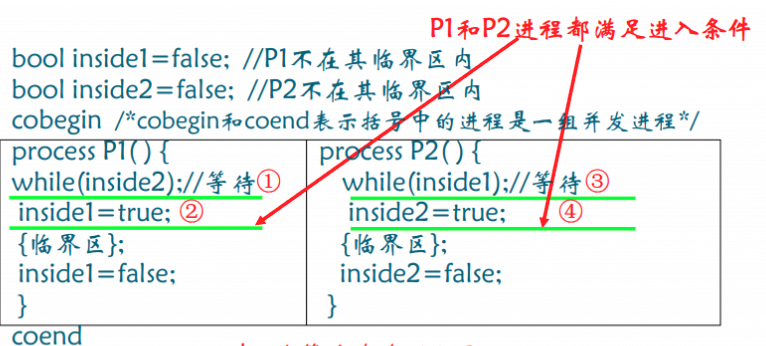 P1和P2进程都满足进入条件
bool inside1=false; //P1不在其临界区内
bool inside2=false; //P2不在其临界区内
cobegin /*cobegin和coend表示括号中的进程是一组并发进程*/
process P1( ) {
while(inside2);//等待①
inside1=true; ②
{临界区};
inside1=false;
}
process P2( ) {
while(inside1);//等待③
inside2=true; ④
{临界区};
inside2=false;
}
coend